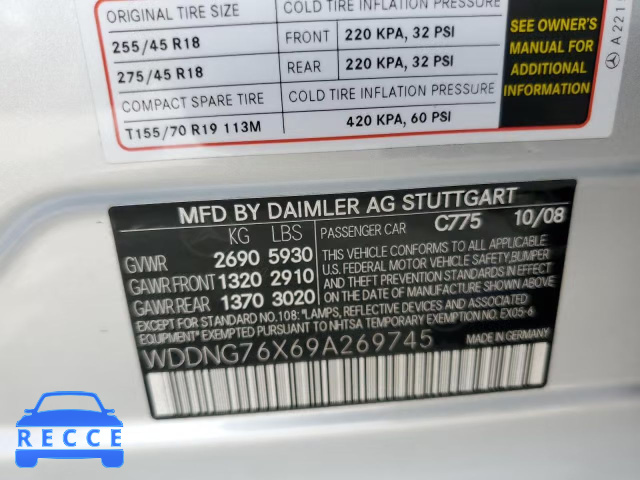 ORIGINAL TIRE SIZE
COLD TIRE INFLATION PRESSURE
255/45 R18 FRONT 220 KPA, 32 PSI
275/45 R18 REAR 220 KPA, 32 PSI
COMPACT SPARE TIRE COLD TIRE INFLATION PRESSURE
T155/70 R19 113M 420 KPA, 60 PSI
SEE OWNER'S
MANUAL FOR
ADDITIONAL
INFORMATION
A 221
MFD BY DAIMLER AG STUTTGART
KG LBS PASSENGER CAR C775 10/08
GVWR 2690 5930
GAWR FRONT 1320 2910
GAWR REAR 1370 3020
THIS VEHICLE CONFORMS TO ALL APPLICABLE
U.S. FEDERAL MOTOR VEHICLE SAFETY,BUMPER
AND THEFT PREVENTION STANDARDS IN EFFECT
ON THE DATE OF MANUFACTURE SHOWN ABOVE.
EXCEPT FOR STANDARD NO.108: "LAMPS, REFLECTIVE DEVICES AND ASSOCIATED
EQUIPMENT" EXEMPTED PURSUANT TO NHTSA TEMPORARY EXEMPTION NO. EX05-6
WDDNG76X69A269745
RECCE